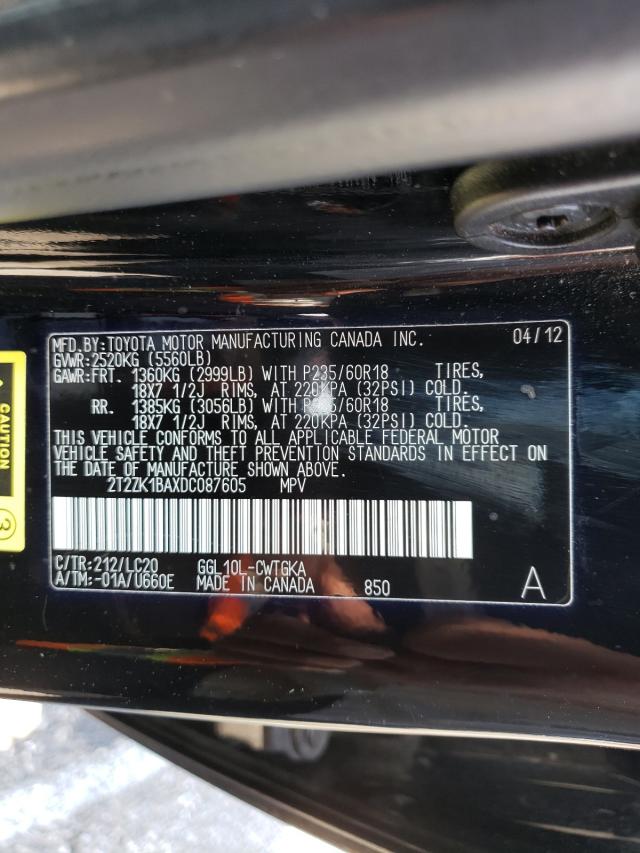 MFD.BY:TOYOTA MOTOR MANUFACTURING CANADA INC. 04/12
GVWR:2520KG (5560LB)
GAWR:FRT. 1360KG (2999LB) WITH P235/60R18 TIRES,
18X7 1/2J RIMS, AT 220KPA (32PSI) COLD.
RR. 1385KG (3056LB) WITH P235/60R18 TIRES,
18X7 1/2J RIMS, AT 220KPA (32PSI) COLD.
THIS VEHICLE CONFORMS TO ALL APPLICABLE FEDERAL MOTOR
VEHICLE SAFETY AND THEFT PREVENTION STANDARDS IN EFFECT ON
THE DATE OF MANUFACTURE SHOWN ABOVE.
2T2ZK1BAXDC087605 MPV
C/TR:212/LC20 GGL10L-CWTGKA
A/TM:-01A/U660E MADE IN CANADA 850 A
CAUTION